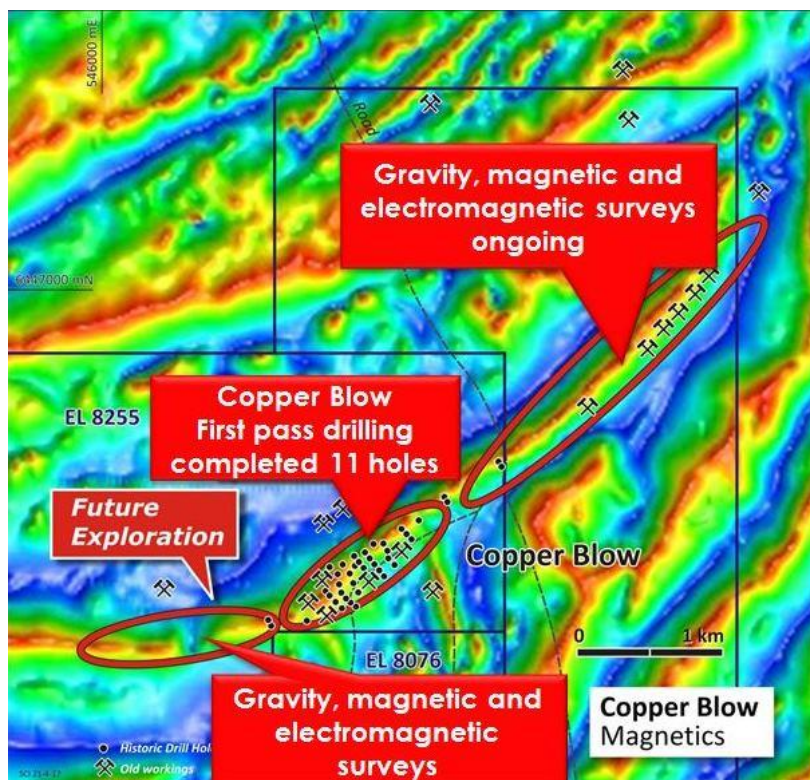 546000 mE
Road
Gravity, magnetic and
electromagnetic surveys
ongoing
6447000 mN
EL 8255
Copper Blow
First pass drilling
completed 11 holes
Future
Exploration
Copper Blow
0 1 km
EL 8076
Gravity, magnetic and
electromagnetic
surveys
Copper Blow
Magnetics
Historic Drill Hol
Old workings